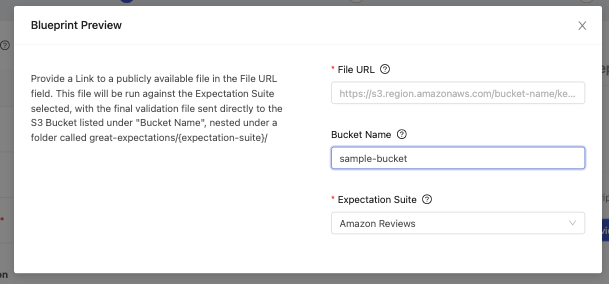 Blueprint Preview
Provide a Link to a publicly available file in the File URL
field. This file will be run against the Expectation Suite
selected, with the final validation file sent directly to the
S3 Bucket listed under "Bucket Name", nested under a
folder called great-expectations/{expectation-suite}/
* File URL
https://s3.region.amazonaws.com/bucket-name/ke...
Bucket Name
sample-bucket
* Expectation Suite
Amazon Reviews